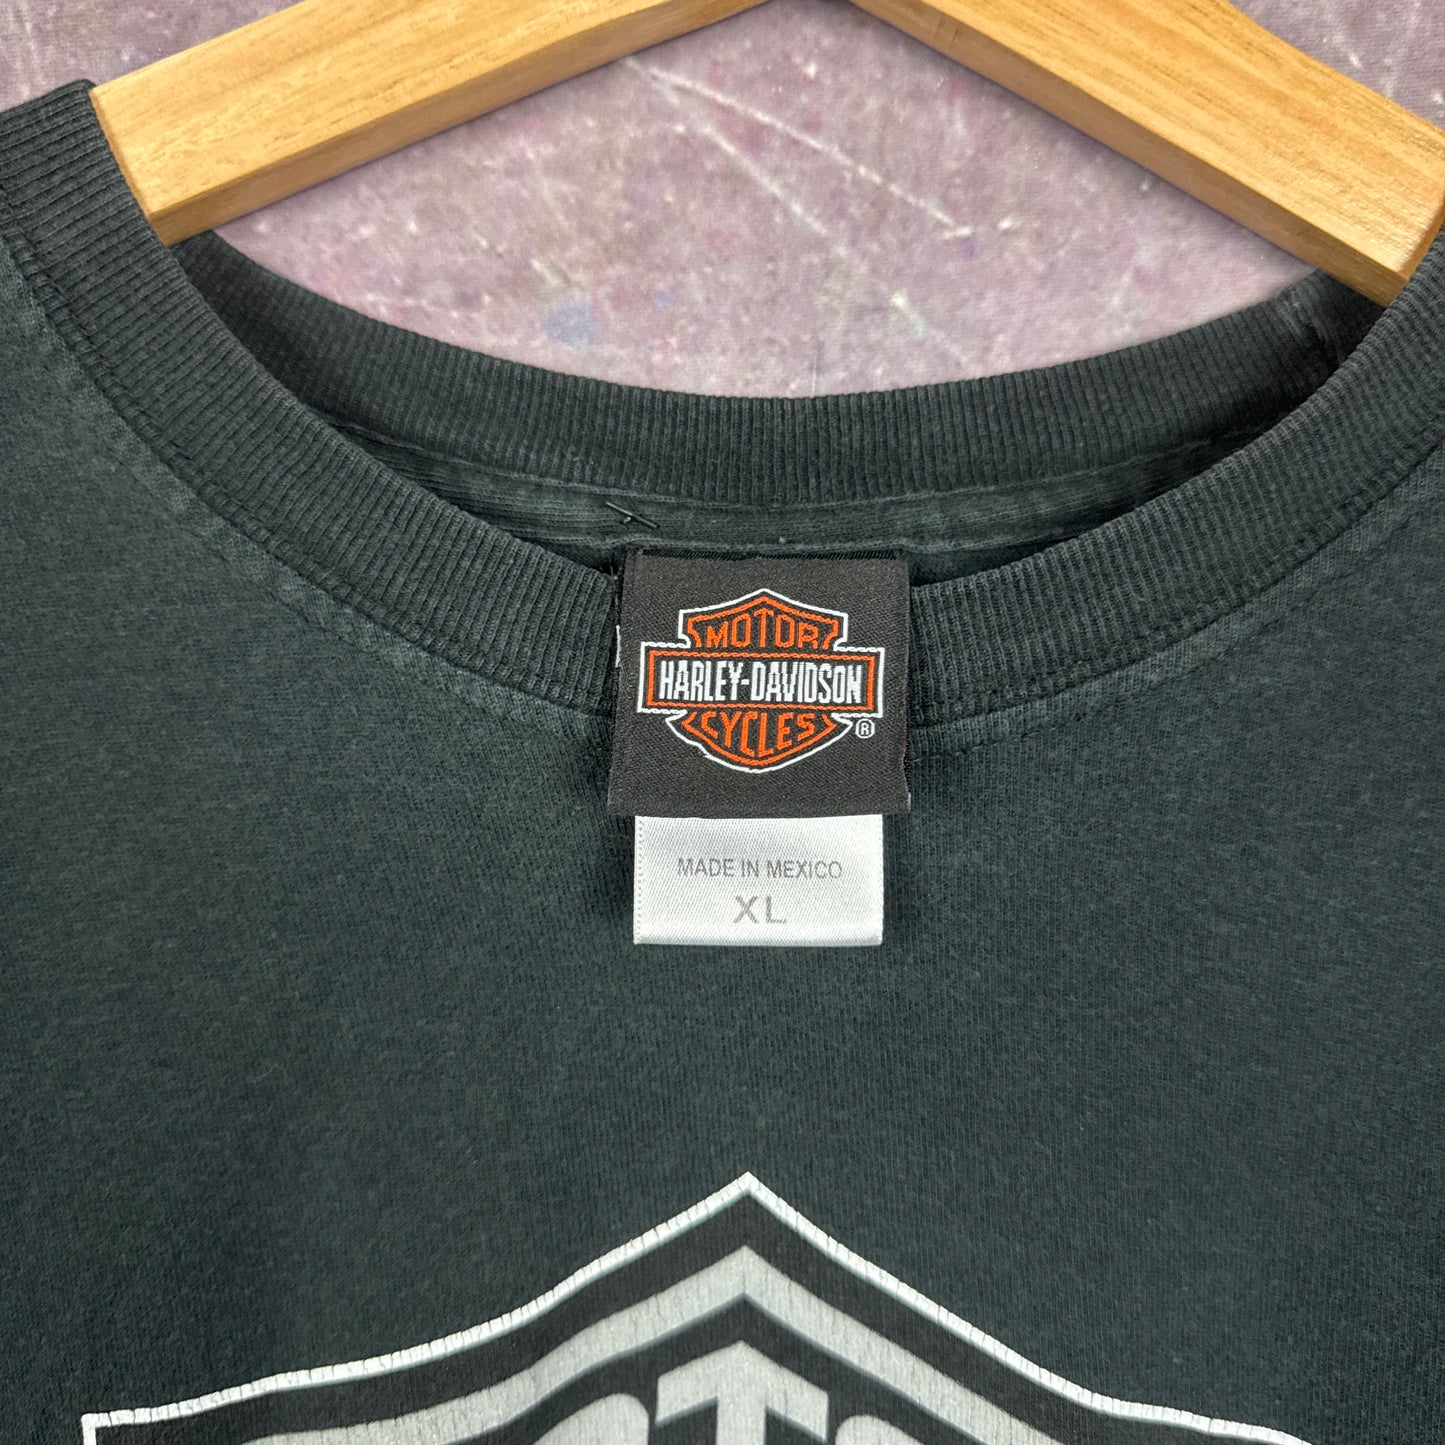 MOTOR
HARLEY-DAVIDSON
CYCLES
®
MADE IN MEXICO
XL